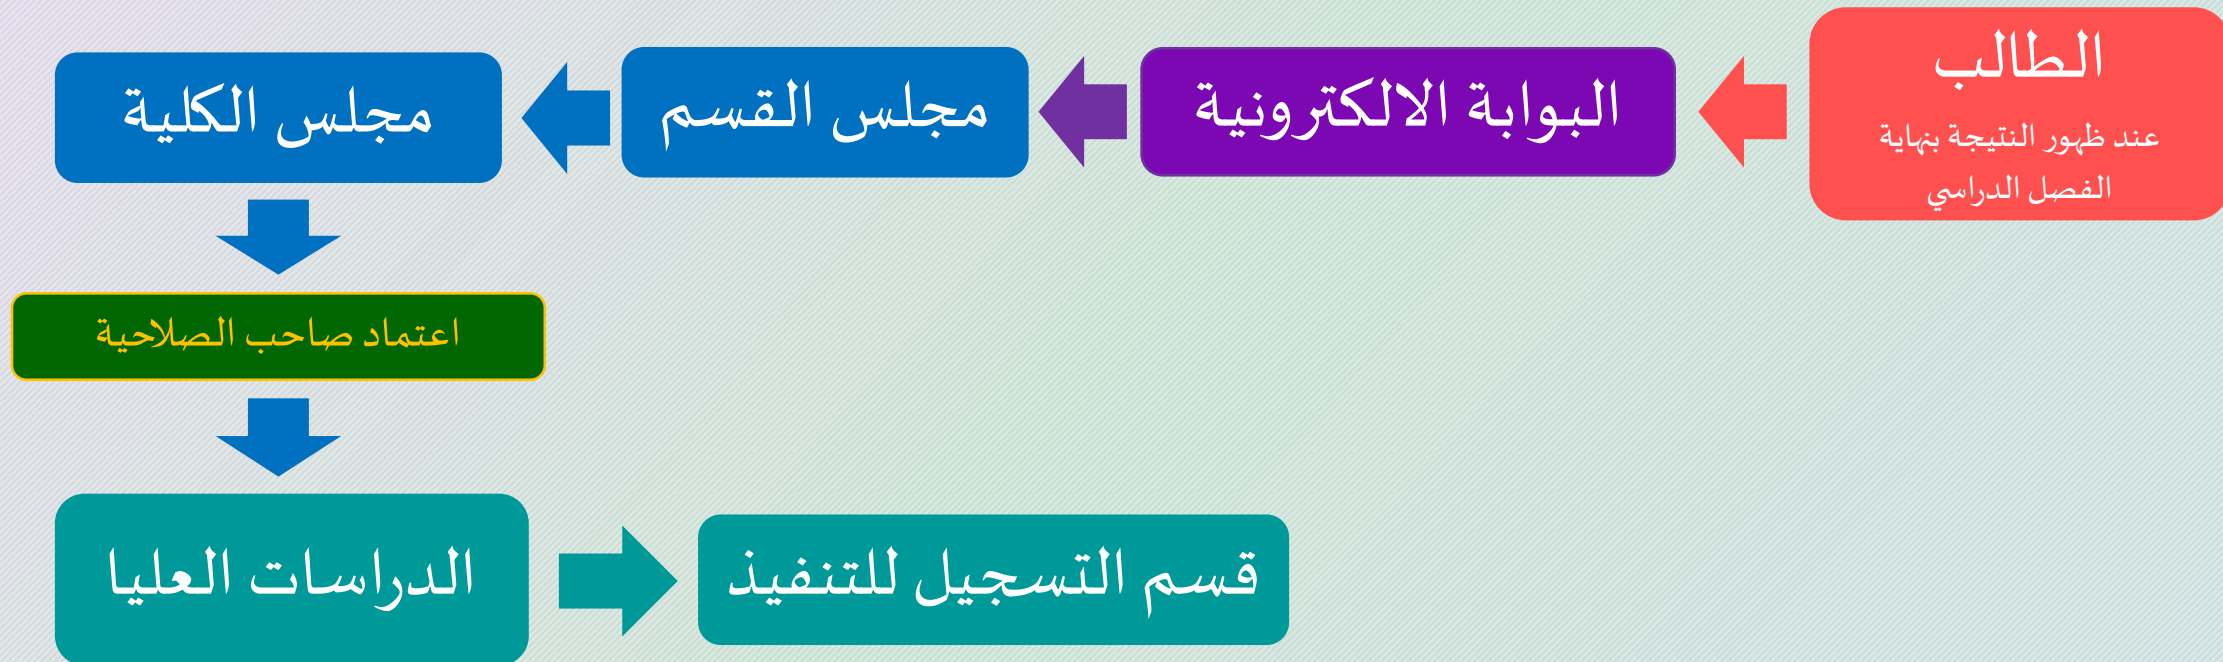 الطالب
عند ظهور النتيجة بنهاية
الفصل الدراسي
البوابة الالكترونية
مجلس القسم
مجلس الكلية
اعتماد صاحب الصلاحية
الدراسات العليا
قسم التسجيل للتنفيذ